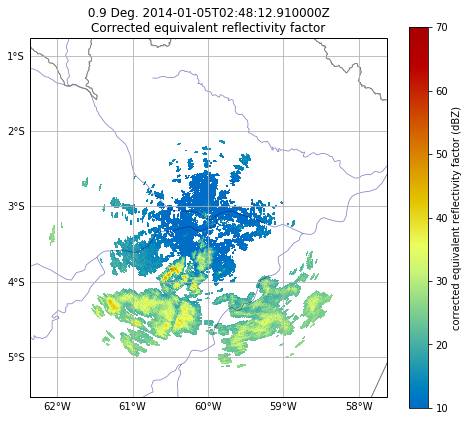 0.9 Deg. 2014-01-05T02:48:12.910000Z
Corrected equivalent reflectivity factor
1°S
2°S
3°S
4°S
5°S
62°W
61°W
60°W
59°W
58°W
70
60
50
40
30
20
10
corrected equivalent reflectivity factor (dBZ)